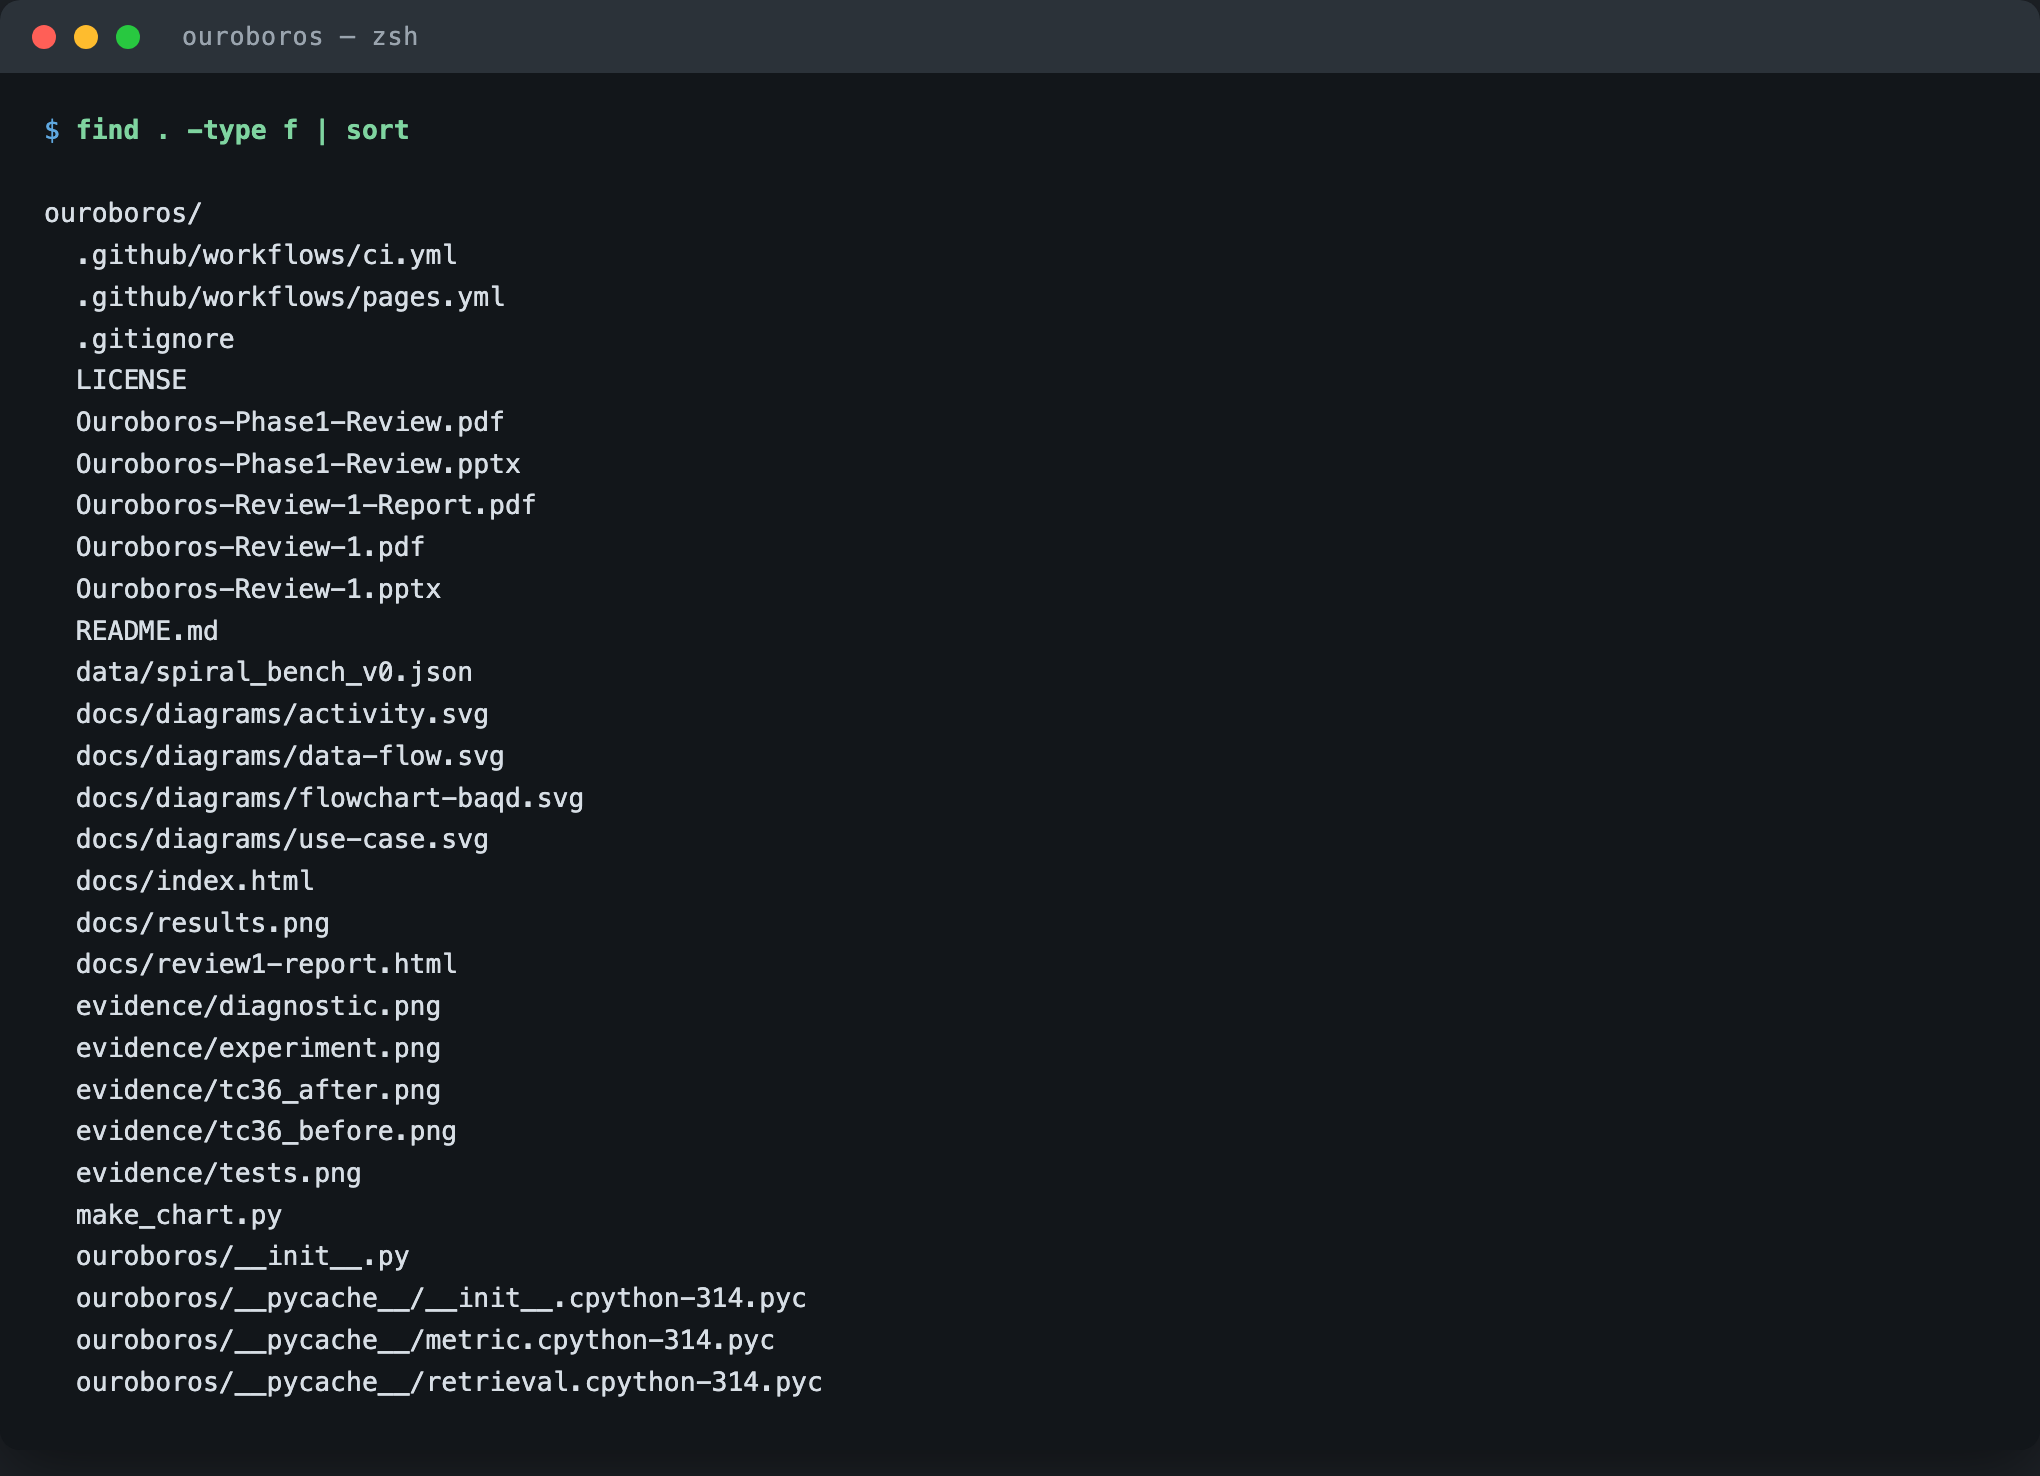 ouroboros — zsh
$ find . -type f | sort
ouroboros/
.github/workflows/ci.yml
.github/workflows/pages.yml
.gitignore
LICENSE
Ouroboros-Phase1-Review.pdf
Ouroboros-Phase1-Review.pptx
Ouroboros-Review-1-Report.pdf
Ouroboros-Review-1.pdf
Ouroboros-Review-1.pptx
README.md
data/spiral_bench_v0.json
docs/diagrams/activity.svg
docs/diagrams/data-flow.svg
docs/diagrams/flowchart-baqd.svg
docs/diagrams/use-case.svg
docs/index.html
docs/results.png
docs/review1-report.html
evidence/diagnostic.png
evidence/experiment.png
evidence/tc36_after.png
evidence/tc36_before.png
evidence/tests.png
make_chart.py
ouroboros/__init__.py
ouroboros/__pycache__/__init__.cpython-314.pyc
ouroboros/__pycache__/metric.cpython-314.pyc
ouroboros/__pycache__/retrieval.cpython-314.pyc